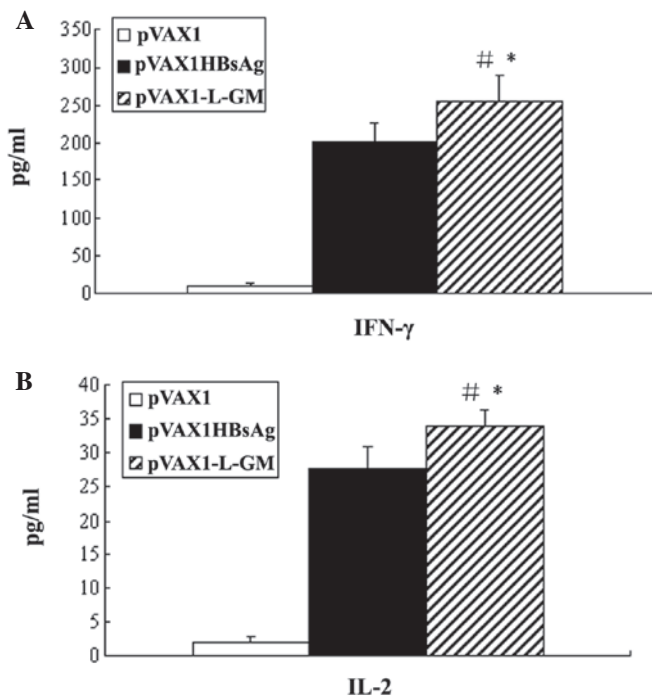 A
pVAX1
pVAX1HBsAg
pVAX1-L-GM
# *
350
300
250
200
150
100
50
0
pg/ml
IFN-γ
B
pVAX1
pVAX1HBsAg
pVAX1-L-GM
# *
40
35
30
25
20
15
10
5
0
pg/ml
IL-2